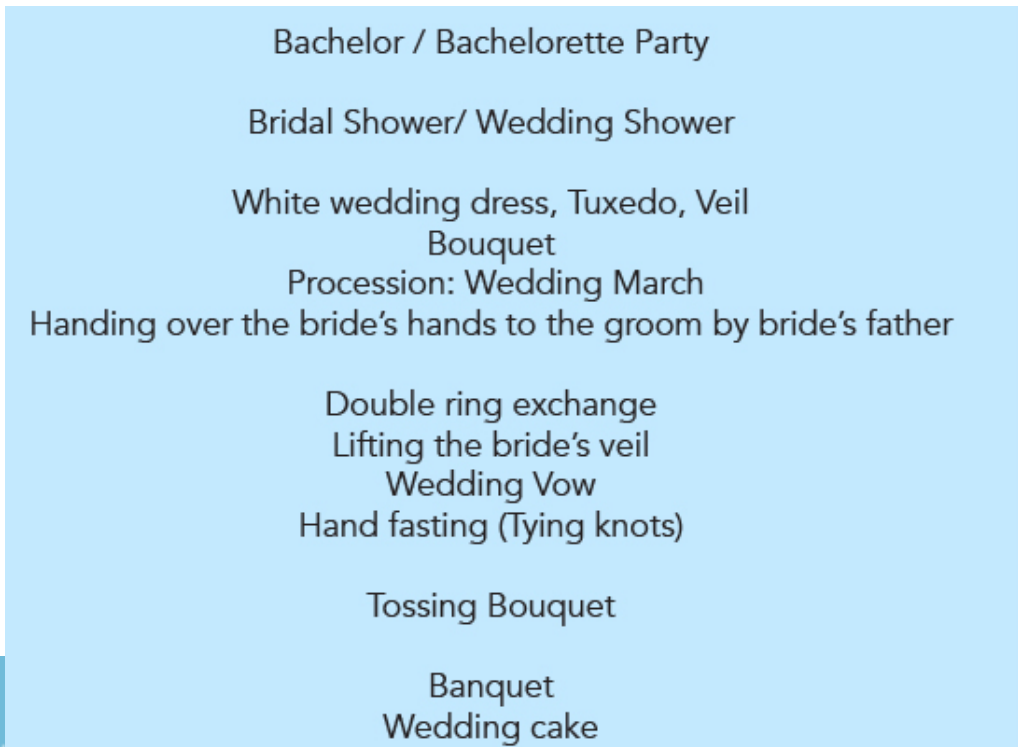 Bachelor / Bachelorette Party
Bridal Shower/ Wedding Shower
White wedding dress, Tuxedo, Veil
Bouquet
Procession: Wedding March
Handing over the bride’s hands to the groom by bride’s father
Double ring exchange
Lifting the bride’s veil
Wedding Vow
Hand fasting (Tying knots)
Tossing Bouquet
Banquet
Wedding cake